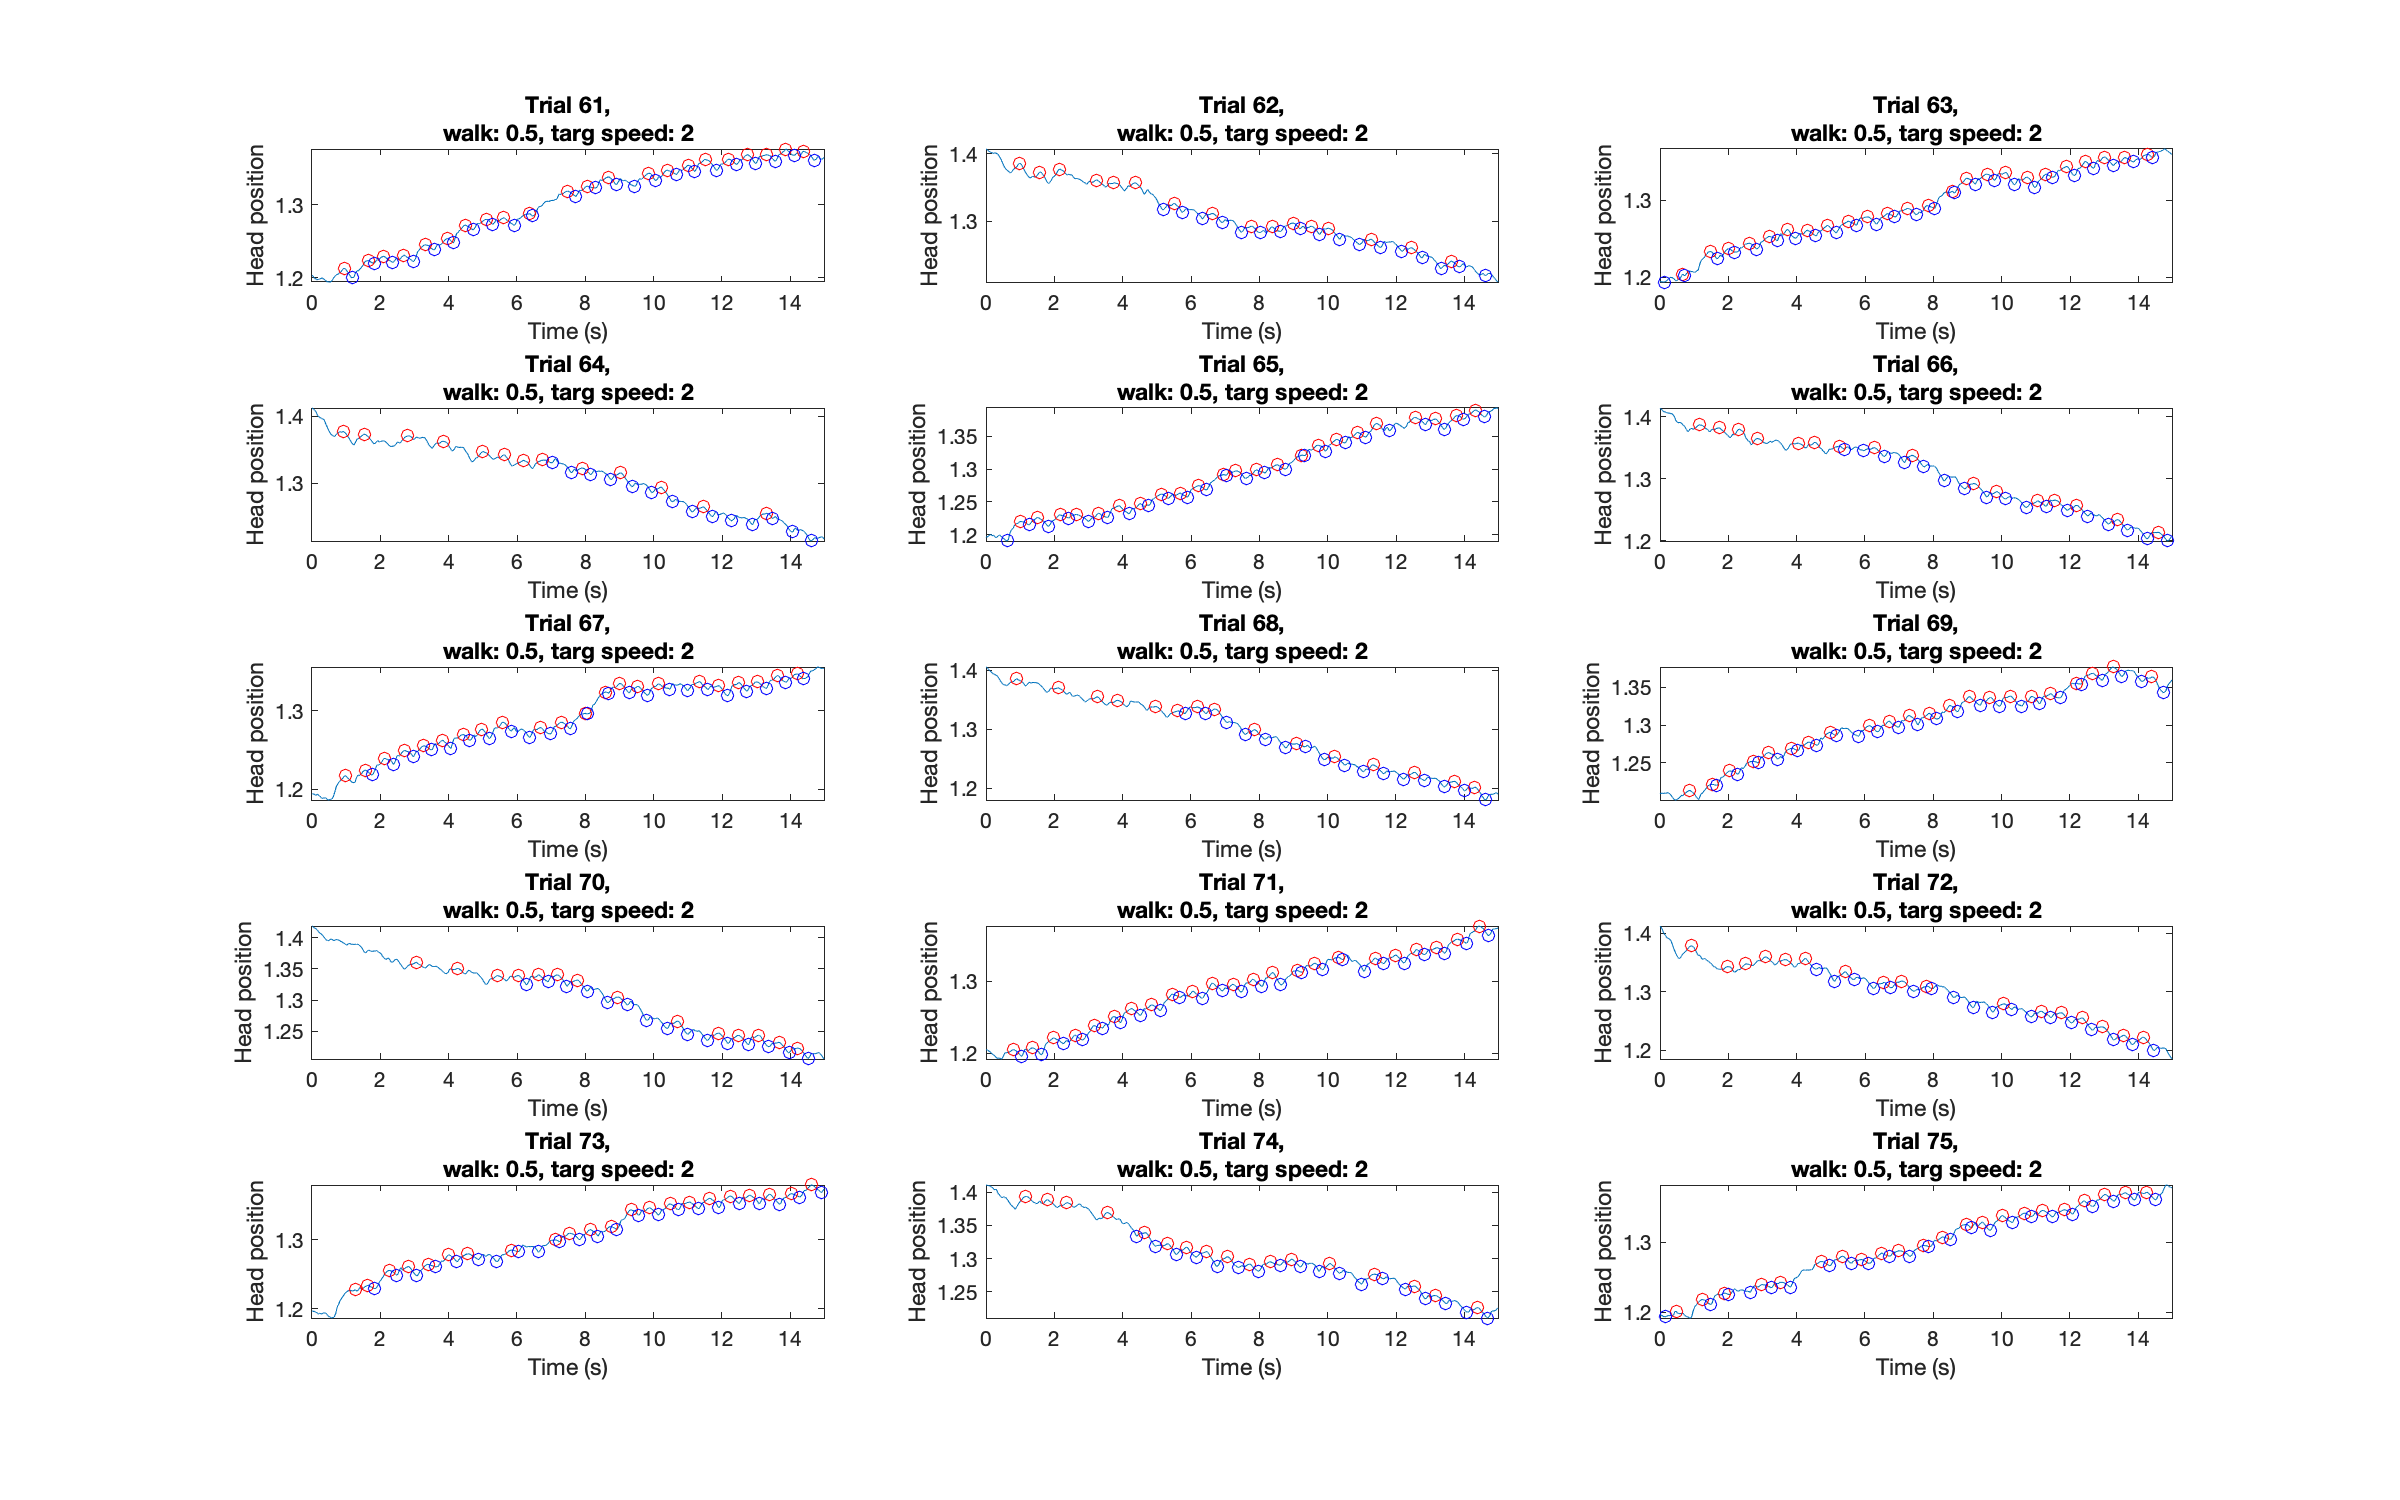 Trial 61,
walk: 0.5, targ speed: 2
Head position
1.3
1.2
0 2 4 6 8 10 12 14
Time (s)
Trial 62,
walk: 0.5, targ speed: 2
Head position
1.4
1.3
0 2 4 6 8 10 12 14
Time (s)
Trial 63,
walk: 0.5, targ speed: 2
Head position
1.3
1.2
0 2 4 6 8 10 12 14
Time (s)
Trial 64,
walk: 0.5, targ speed: 2
Head position
1.4
1.3
0 2 4 6 8 10 12 14
Time (s)
Trial 65,
walk: 0.5, targ speed: 2
Head position
1.35
1.3
1.25
1.2
0 2 4 6 8 10 12 14
Time (s)
Trial 66,
walk: 0.5, targ speed: 2
Head position
1.4
1.3
1.2
0 2 4 6 8 10 12 14
Time (s)
Trial 67,
walk: 0.5, targ speed: 2
Head position
1.3
1.2
0 2 4 6 8 10 12 14
Time (s)
Trial 68,
walk: 0.5, targ speed: 2
Head position
1.4
1.3
1.2
0 2 4 6 8 10 12 14
Time (s)
Trial 69,
walk: 0.5, targ speed: 2
Head position
1.35
1.3
1.25
0 2 4 6 8 10 12 14
Time (s)
Trial 70,
walk: 0.5, targ speed: 2
Head position
1.4
1.35
1.3
1.25
0 2 4 6 8 10 12 14
Time (s)
Trial 71,
walk: 0.5, targ speed: 2
Head position
1.3
1.2
0 2 4 6 8 10 12 14
Time (s)
Trial 72,
walk: 0.5, targ speed: 2
Head position
1.4
1.3
1.2
0 2 4 6 8 10 12 14
Time (s)
Trial 73,
walk: 0.5, targ speed: 2
Head position
1.3
1.2
0 2 4 6 8 10 12 14
Time (s)
Trial 74,
walk: 0.5, targ speed: 2
Head position
1.4
1.35
1.3
1.25
0 2 4 6 8 10 12 14
Time (s)
Trial 75,
walk: 0.5, targ speed: 2
Head position
1.3
1.2
0 2 4 6 8 10 12 14
Time (s)